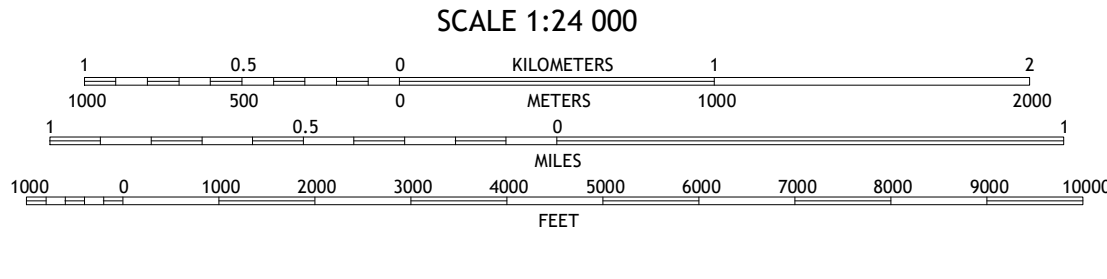 SCALE 1:24 000
1 0.5 0 KILOMETERS 1 2
1000 500 0 METERS 1000 2000
1 0.5 0 1
MILES
1000 0 1000 2000 3000 4000 5000 6000 7000 8000 9000 10000
FEET